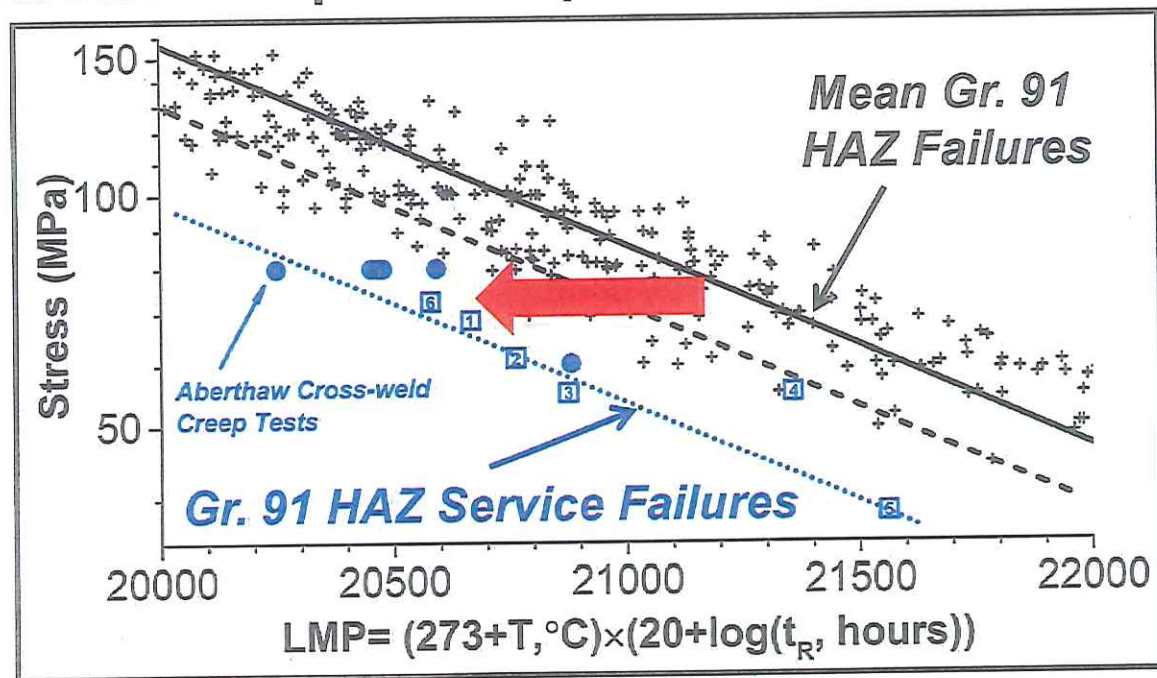 150
100
50
Stress (MPa)
Mean Gr. 91
HAZ Failures
6
1
2
3
4
5
Aberthaw Cross-weld
Creep Tests
Gr. 91 HAZ Service Failures
20000 20500 21000 21500 22000
LMP= (273+T,°C)×(20+log(t_R, hours))